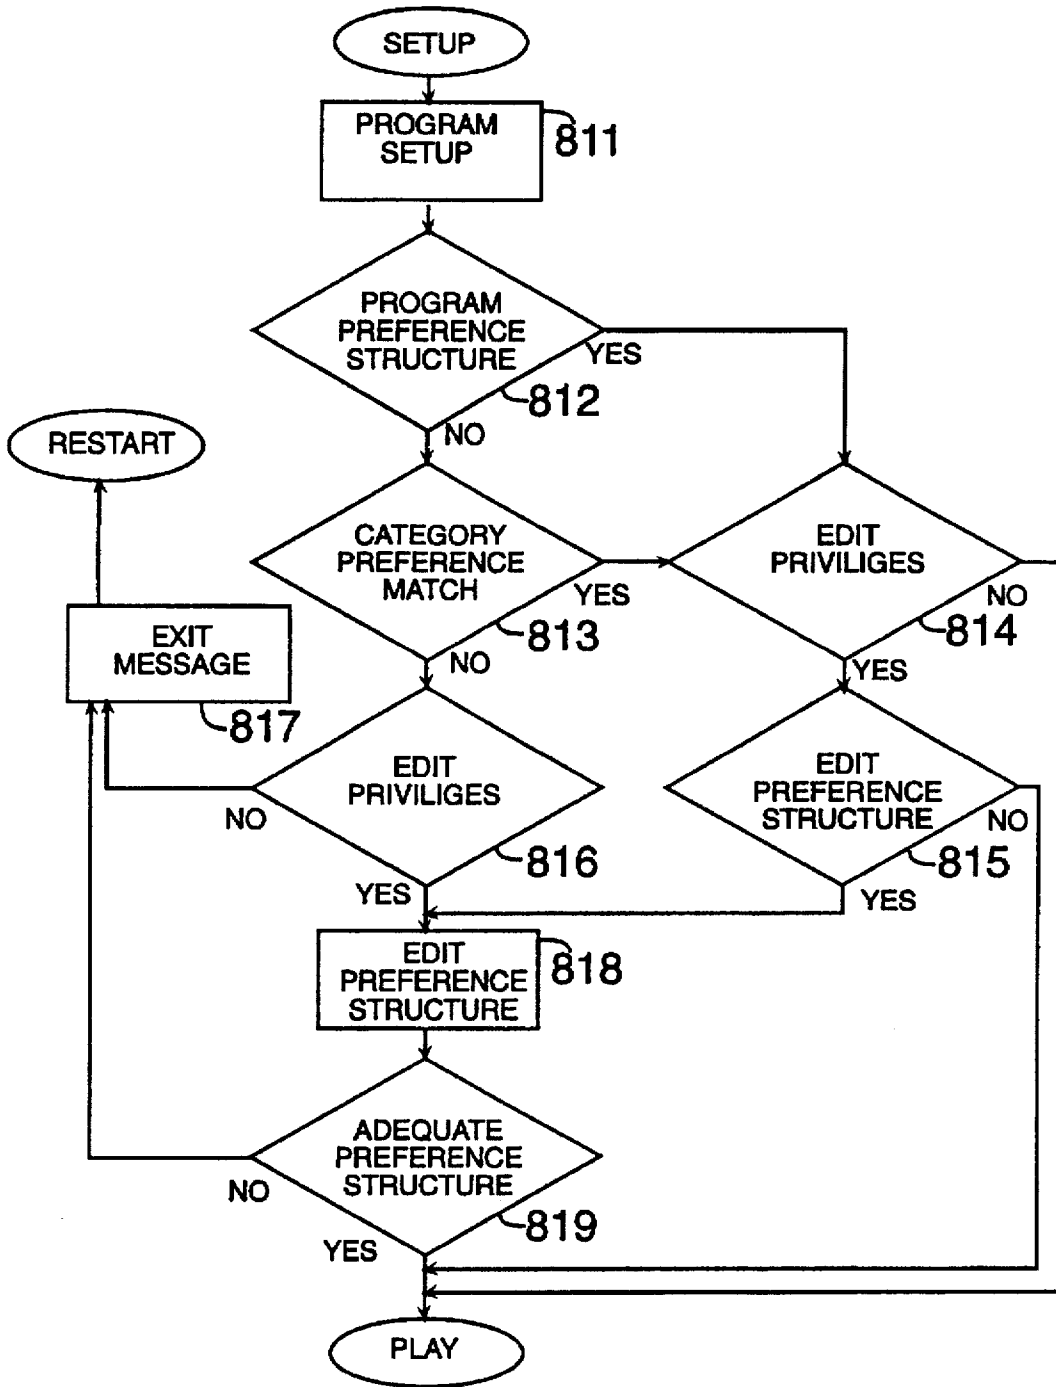 SETUP
PROGRAM
SETUP
811
PROGRAM
PREFERENCE
STRUCTURE
YES
812
NO
RESTART
CATEGORY
PREFERENCE
MATCH
YES
813
NO
EDIT
PRIVILIGES
NO
814
YES
EXIT
MESSAGE
817
EDIT
PRIVILIGES
NO
816
YES
EDIT
PREFERENCE
STRUCTURE
NO
815
YES
EDIT
PREFERENCE
STRUCTURE
818
ADEQUATE
PREFERENCE
STRUCTURE
NO
819
YES
PLAY